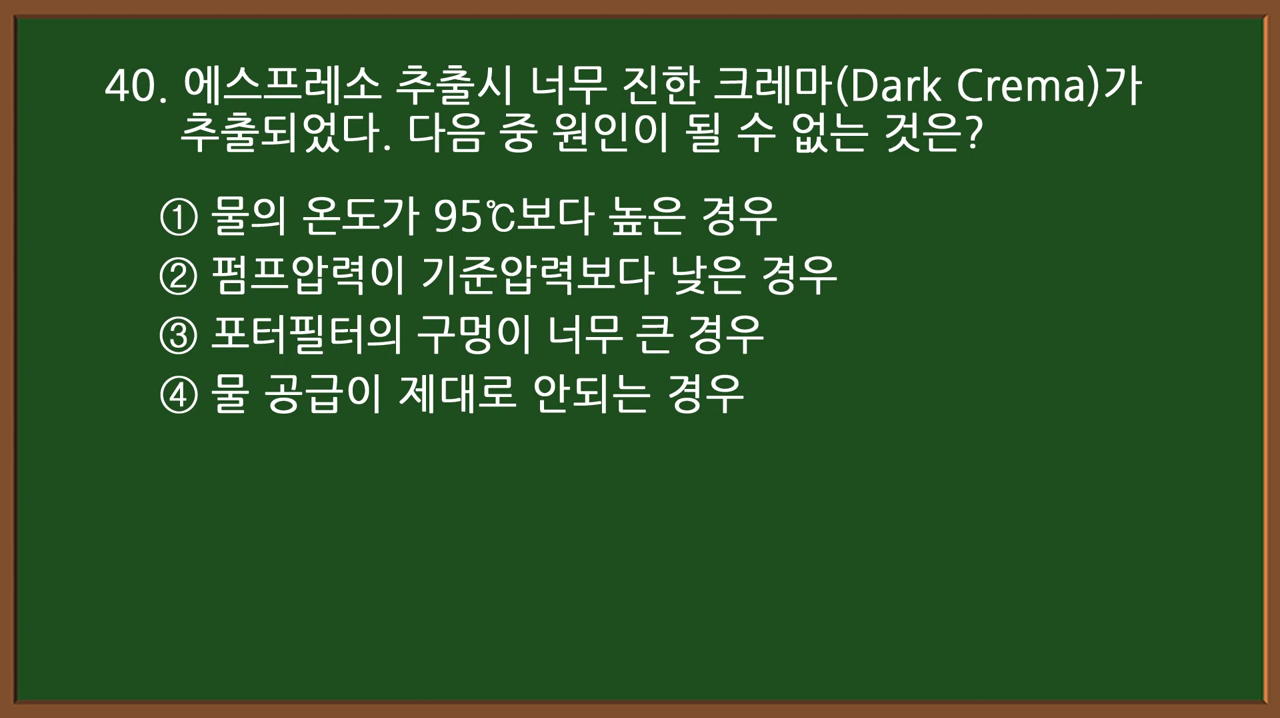 40. 에스프레소 추출시 너무 진한 크레마(Dark Crema)가
추출되었다. 다음 중 원인이 될 수 없는 것은?
① 물의 온도가 95℃보다 높은 경우
② 펌프압력이 기준압력보다 낮은 경우
③ 포터필터의 구멍이 너무 큰 경우
④ 물 공급이 제대로 안되는 경우